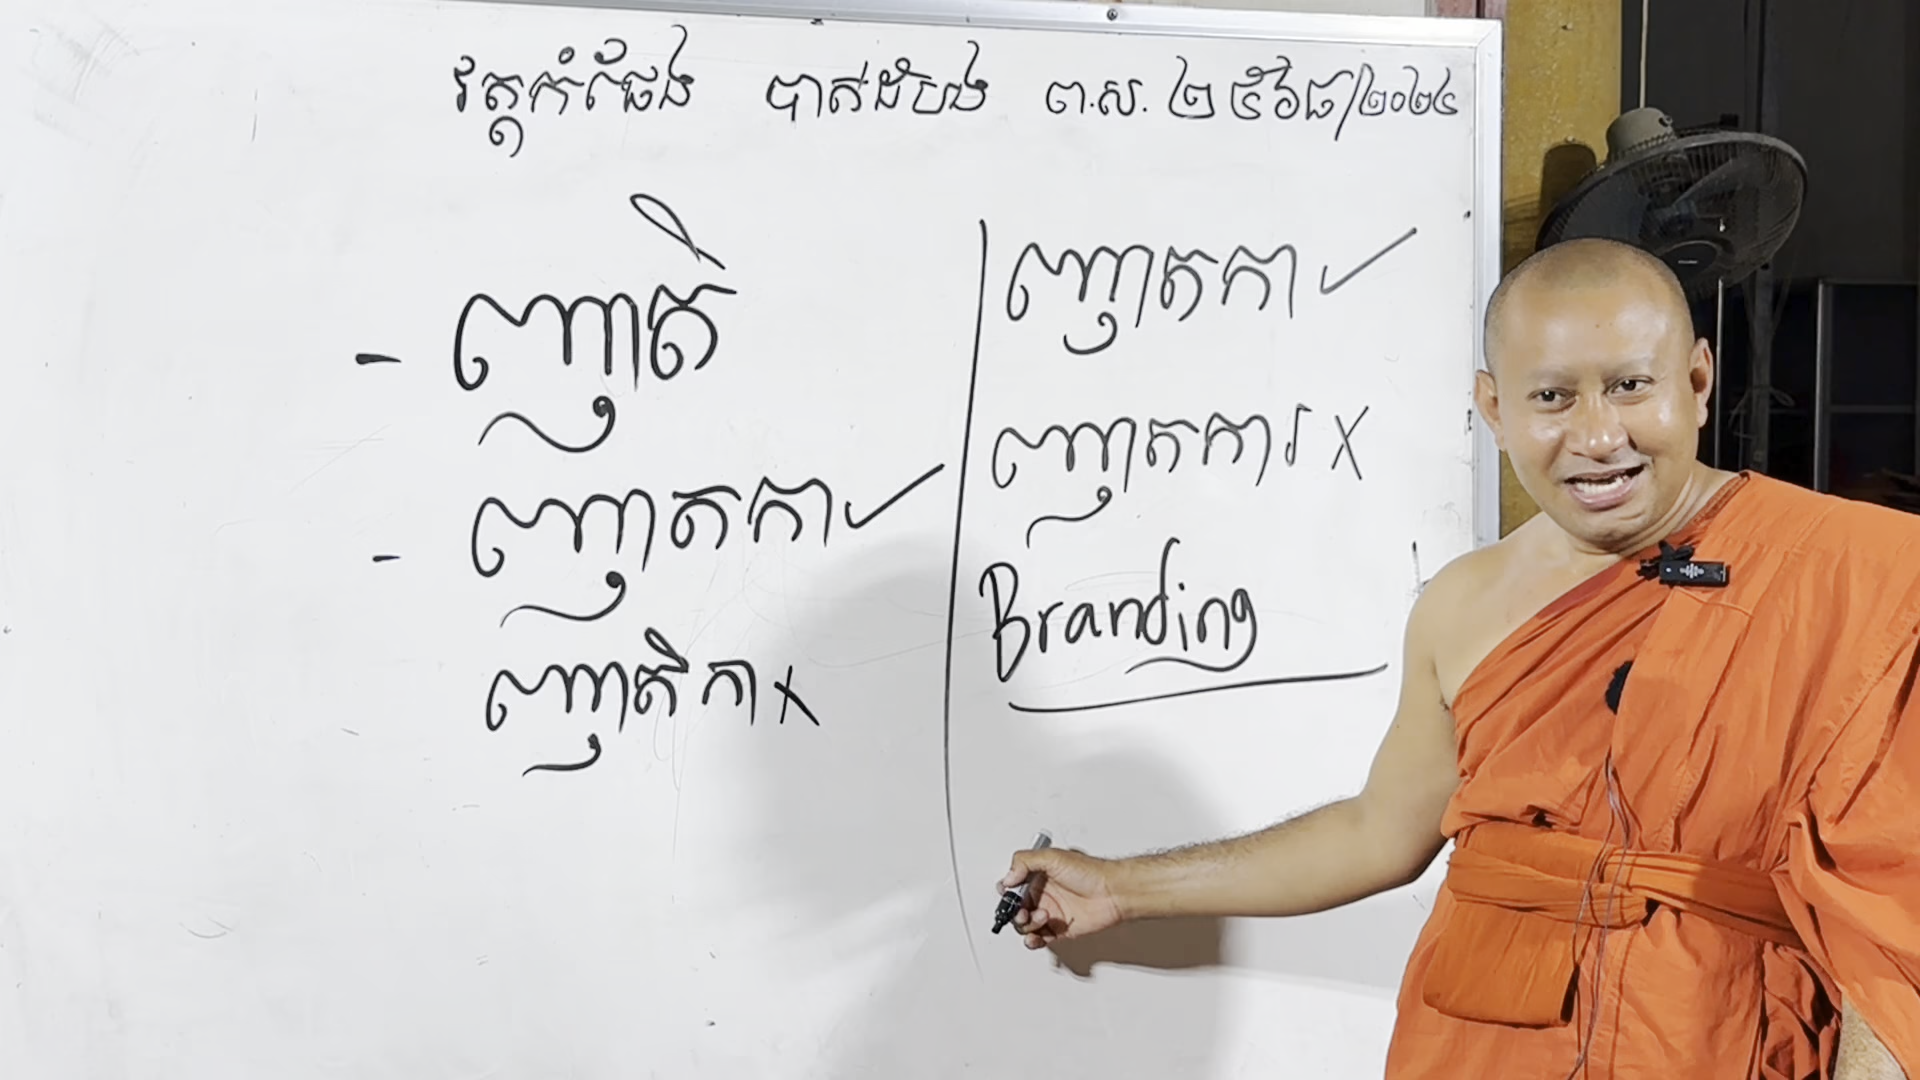 វត្តកំផែង បាត់ដំបង ព.ស. ២៥៦៨/២០២៤
- ញាតិ
- ញាតកា ✓
ញាតិកា x
ញាតកា ✓
ញាតការ x
Branding